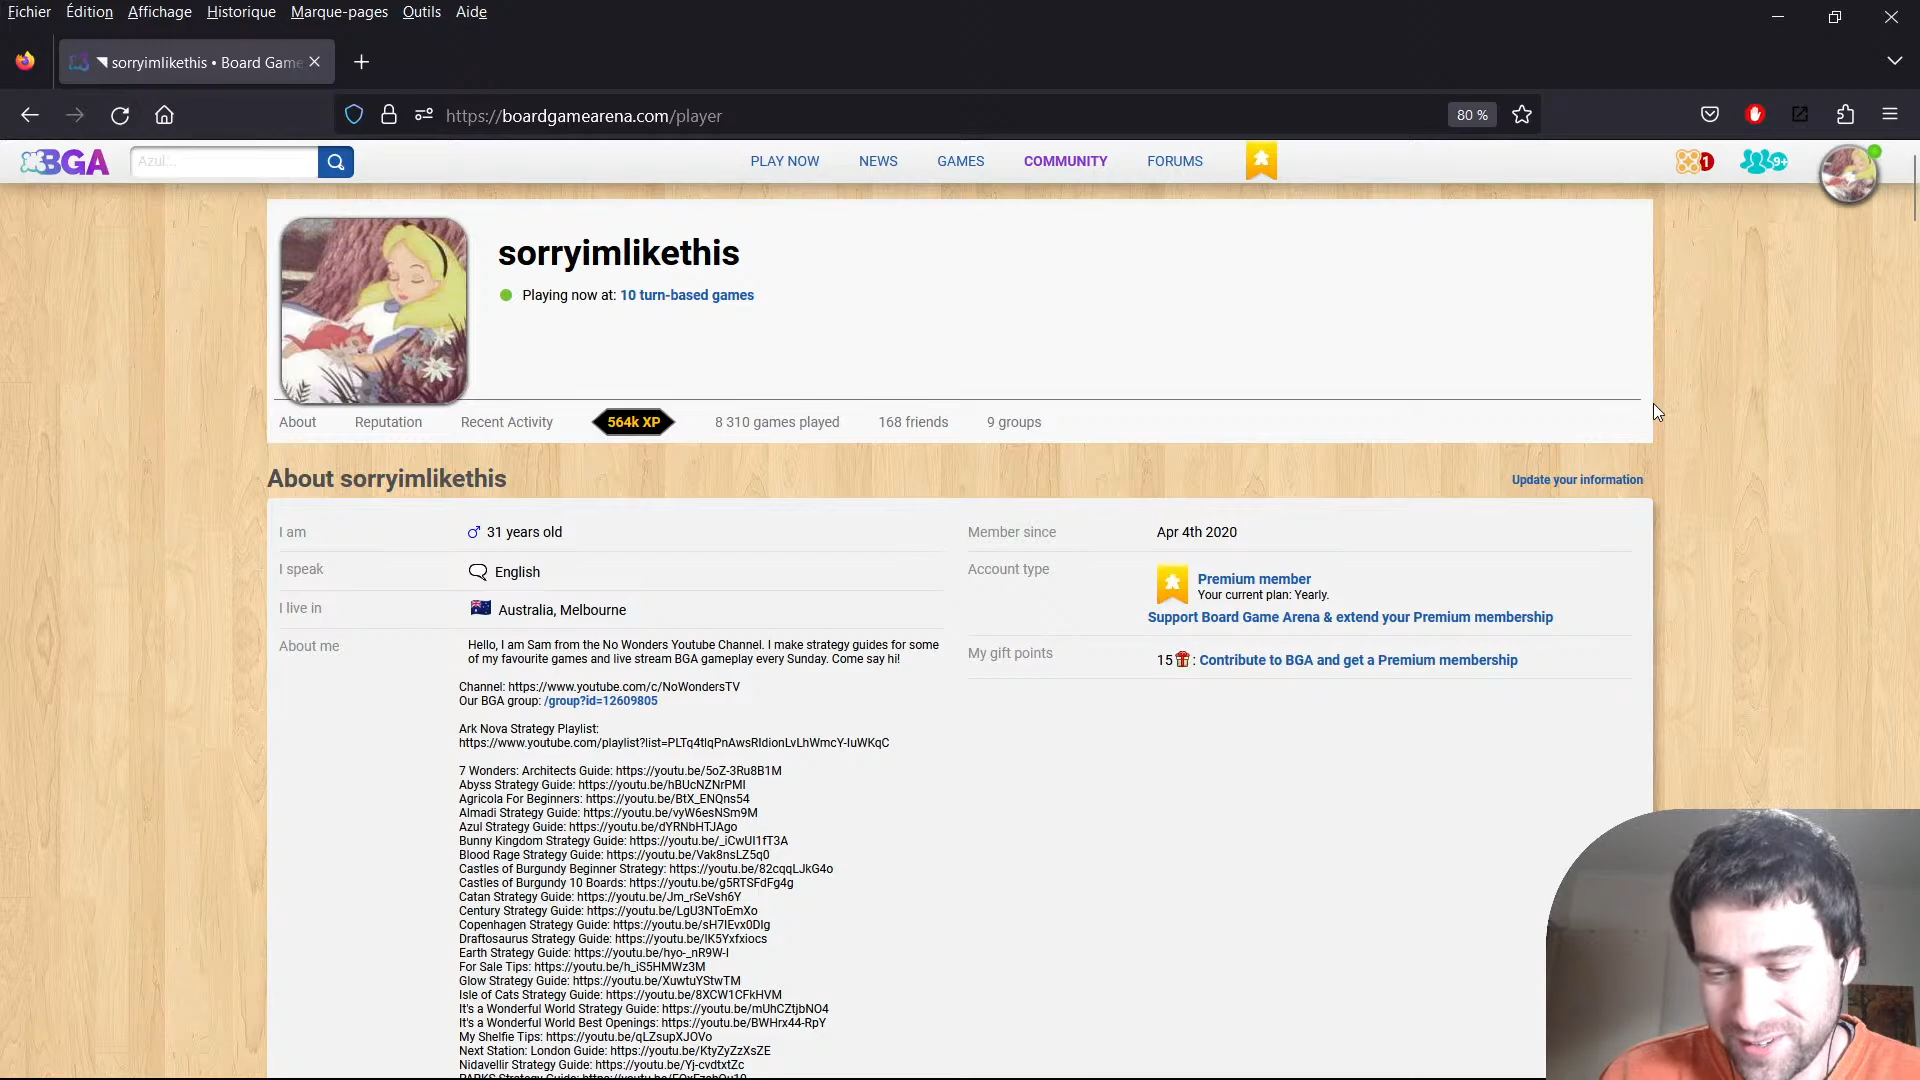 Fichier Édition Affichage Historique Marque-pages Outils Aide
sorryimlikethis • Board Game
https://boardgamearena.com/player
80 %
BGA
Azul...
PLAY NOW NEWS GAMES COMMUNITY FORUMS
1
9+
sorryimlikethis
Playing now at: 10 turn-based games
About Reputation Recent Activity 564k XP 8 310 games played 168 friends 9 groups
About sorryimlikethis
Update your information
I am ♂ 31 years old
I speak English
I live in Australia, Melbourne
About me
Hello, I am Sam from the No Wonders Youtube Channel. I make strategy guides for some
of my favourite games and live stream BGA gameplay every Sunday. Come say hi!
Channel: https://www.youtube.com/c/NoWondersTV
Our BGA group: /group?id=12609805
Ark Nova Strategy Playlist:
https://www.youtube.com/playlist?list=PLTq4tlqPnAwsRIdionLvLhWmcY-IuWKqC
7 Wonders: Architects Guide: https://youtu.be/5oZ-3Ru8B1M
Abyss Strategy Guide: https://youtu.be/hBUcNZNrPMI
Agricola For Beginners: https://youtu.be/BtX_ENQns54
Almadi Strategy Guide: https://youtu.be/vyW6esNSm9M
Azul Strategy Guide: https://youtu.be/dYRNbHTJAgo
Bunny Kingdom Strategy Guide: https://youtu.be/_iCwUI1fT3A
Blood Rage Strategy Guide: https://youtu.be/Vak8nsLZ5q0
Castles of Burgundy Beginner Strategy: https://youtu.be/82cqqLJkG4o
Castles of Burgundy 10 Boards: https://youtu.be/g5RTSFdFg4g
Catan Strategy Guide: https://youtu.be/Jm_rSeVsh6Y
Century Strategy Guide: https://youtu.be/LgU3NToEmXo
Copenhagen Strategy Guide: https://youtu.be/sH7IEvx0DIg
Draftosaurus Strategy Guide: https://youtu.be/lK5Yxfxiocs
Earth Strategy Guide: https://youtu.be/hyo-_nR9W-I
For Sale Tips: https://youtu.be/h_iS5HMWz3M
Glow Strategy Guide: https://youtu.be/XuwtuYStwTM
Isle of Cats Strategy Guide: https://youtu.be/8XCW1CFkHVM
It's a Wonderful World Strategy Guide: https://youtu.be/mUhCZtjbNO4
It's a Wonderful World Best Openings: https://youtu.be/BWHrx44-RpY
My Shelfie Tips: https://youtu.be/qLZsupXJOVo
Next Station: London Guide: https://youtu.be/KtyZyZzXsZE
Nidavellir Strategy Guide: https://youtu.be/Yj-cvdtxtZc
Member since Apr 4th 2020
Account type
Premium member
Your current plan: Yearly.
Support Board Game Arena & extend your Premium membership
My gift points 15 : Contribute to BGA and get a Premium membership